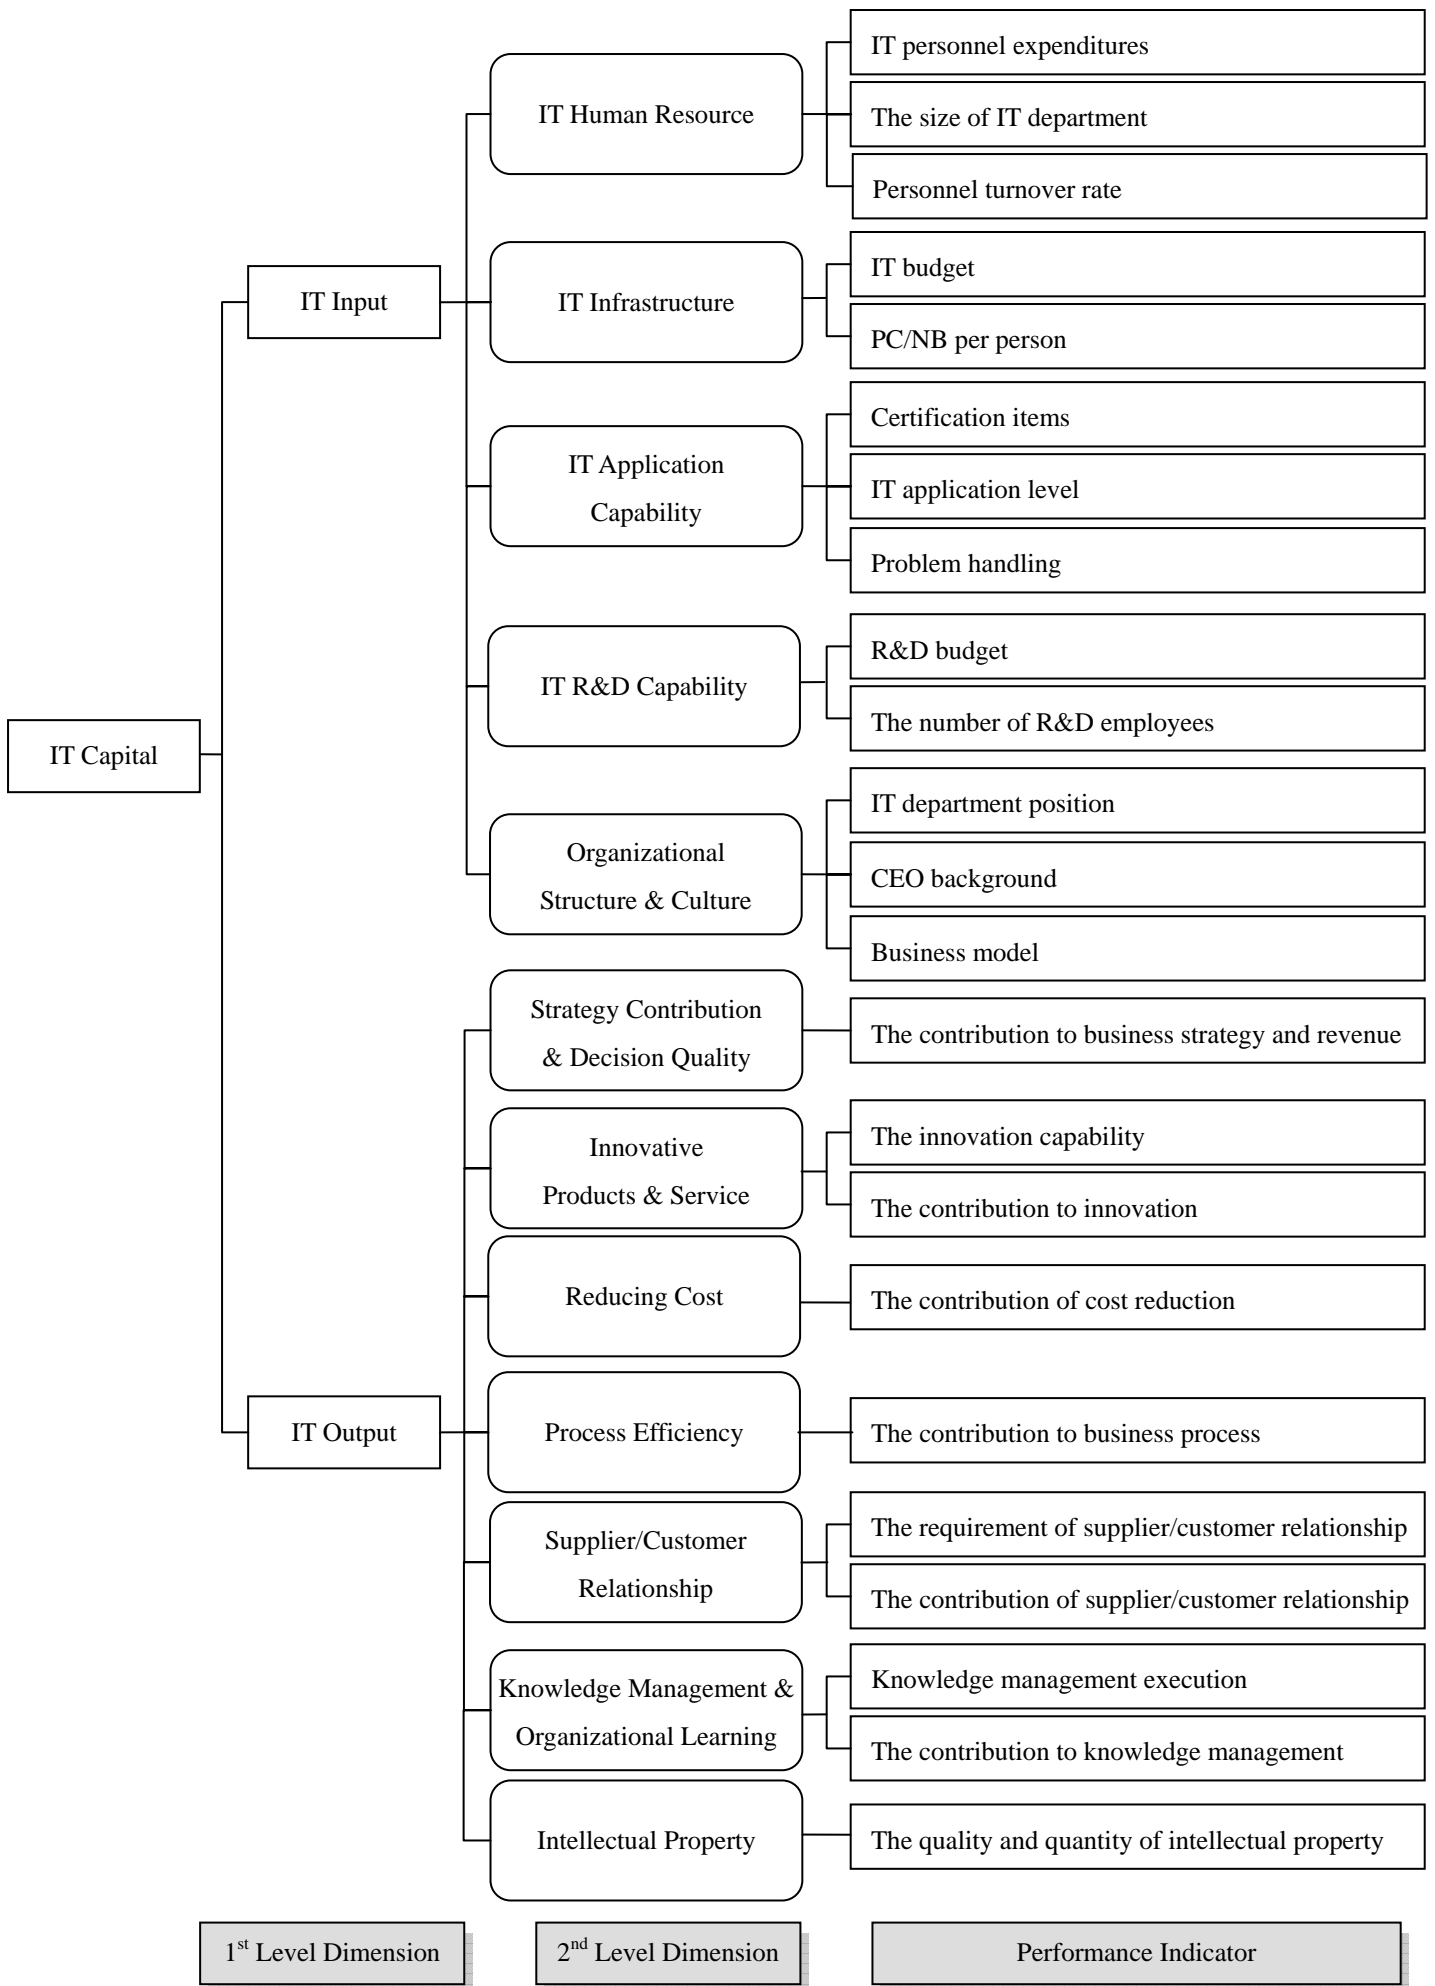 IT Capital
IT Input
IT Human Resource
IT personnel expenditures
The size of IT department
Personnel turnover rate
IT Infrastructure
IT budget
PC/NB per person
IT Application
Capability
Certification items
IT application level
Problem handling
IT R&D Capability
R&D budget
The number of R&D employees
Organizational
Structure & Culture
IT department position
CEO background
Business model
IT Output
Strategy Contribution
& Decision Quality
The contribution to business strategy and revenue
Innovative
Products & Service
The innovation capability
The contribution to innovation
Reducing Cost
The contribution of cost reduction
Process Efficiency
The contribution to business process
Supplier/Customer
Relationship
The requirement of supplier/customer relationship
The contribution of supplier/customer relationship
Knowledge Management &
Organizational Learning
Knowledge management execution
The contribution to knowledge management
Intellectual Property
The quality and quantity of intellectual property
1st Level Dimension
2nd Level Dimension
Performance Indicator